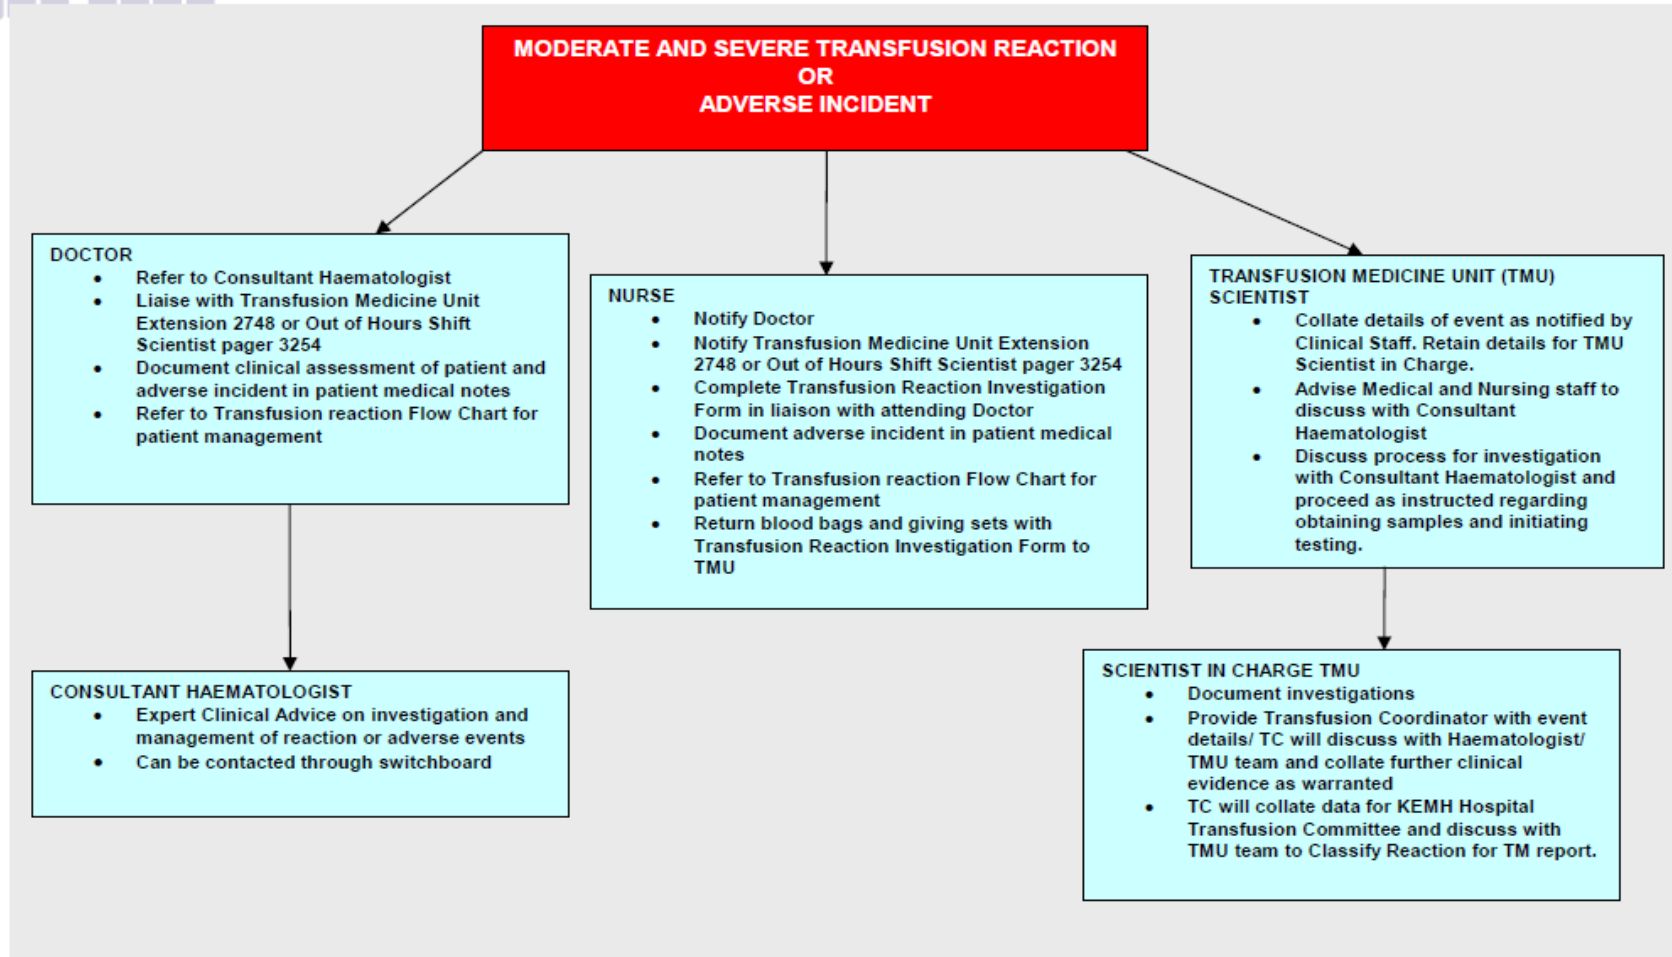 MODERATE AND SEVERE TRANSFUSION REACTION
OR
ADVERSE INCIDENT
DOCTOR
• Refer to Consultant Haematologist
• Liaise with Transfusion Medicine Unit
Extension 2748 or Out of Hours Shift
Scientist pager 3254
• Document clinical assessment of patient and
adverse incident in patient medical notes
• Refer to Transfusion reaction Flow Chart for
patient management
NURSE
• Notify Doctor
• Notify Transfusion Medicine Unit Extension
2748 or Out of Hours Shift Scientist pager 3254
• Complete Transfusion Reaction Investigation
Form in liaison with attending Doctor
• Document adverse incident in patient medical
notes
• Refer to Transfusion reaction Flow Chart for
patient management
• Return blood bags and giving sets with
Transfusion Reaction Investigation Form to
TMU
TRANSFUSION MEDICINE UNIT (TMU)
SCIENTIST
• Collate details of event as notified by
Clinical Staff. Retain details for TMU
Scientist in Charge.
• Advise Medical and Nursing staff to
discuss with Consultant
Haematologist
• Discuss process for investigation
with Consultant Haematologist and
proceed as instructed regarding
obtaining samples and initiating
testing.
CONSULTANT HAEMATOLOGIST
• Expert Clinical Advice on investigation and
management of reaction or adverse events
• Can be contacted through switchboard
SCIENTIST IN CHARGE TMU
• Document investigations
• Provide Transfusion Coordinator with event
details/ TC will discuss with Haematologist/
TMU team and collate further clinical
evidence as warranted
• TC will collate data for KEMH Hospital
Transfusion Committee and discuss with
TMU team to Classify Reaction for TM report.